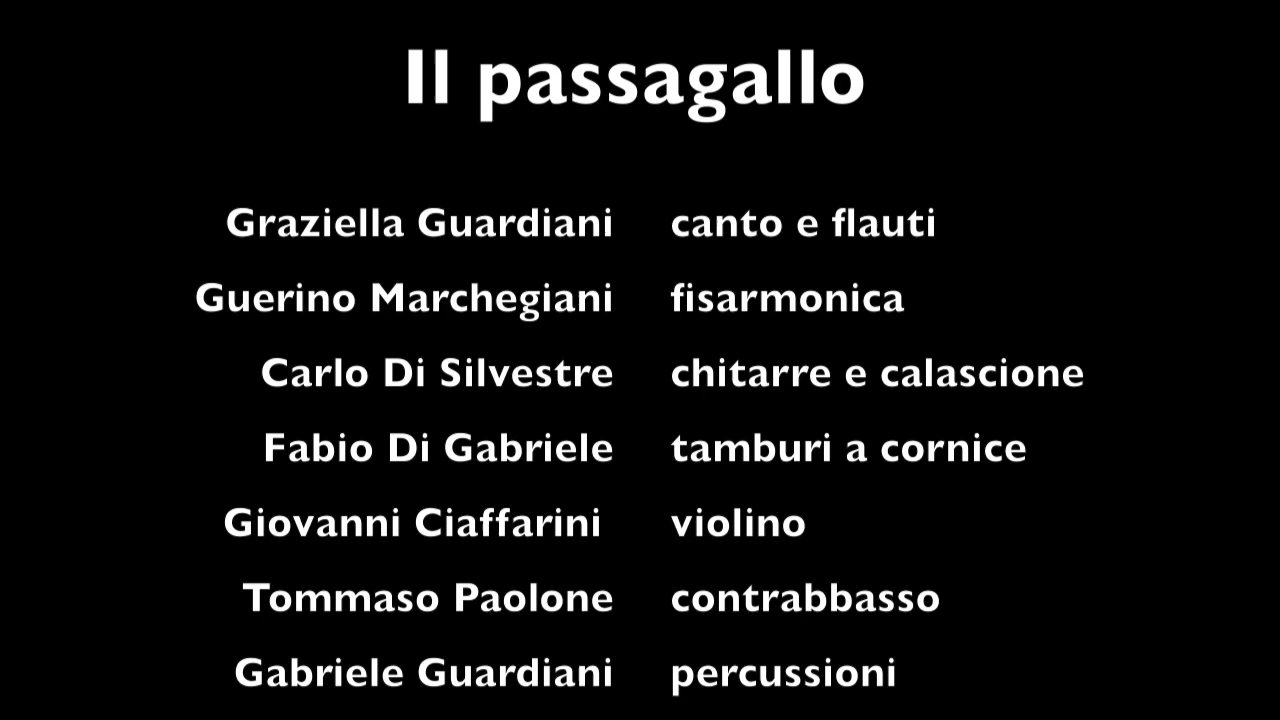 Il passagallo
Graziella Guardiani canto e flauti
Guerino Marchegiani fisarmonica
Carlo Di Silvestre chitarre e calascione
Fabio Di Gabriele tamburi a cornice
Giovanni Ciaffarini violino
Tommaso Paolone contrabbasso
Gabriele Guardiani percussioni